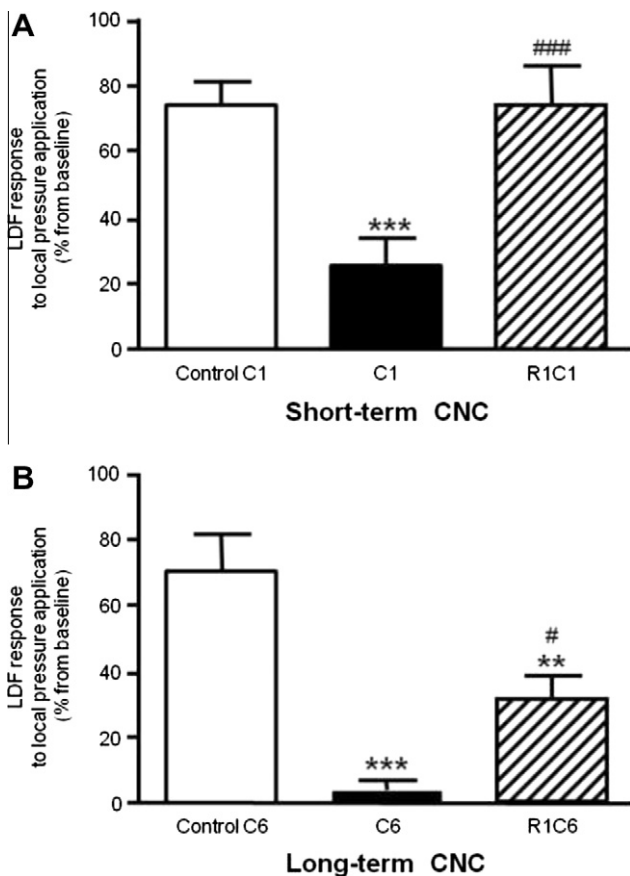 A
LDF response
to local pressure application
(% from baseline)
100
80
60
40
20
0
***
###
Control C1
C1
R1C1
Short-term CNC
B
LDF response
to local pressure application
(% from baseline)
100
80
60
40
20
0
***
#
**
Control C6
C6
R1C6
Long-term CNC